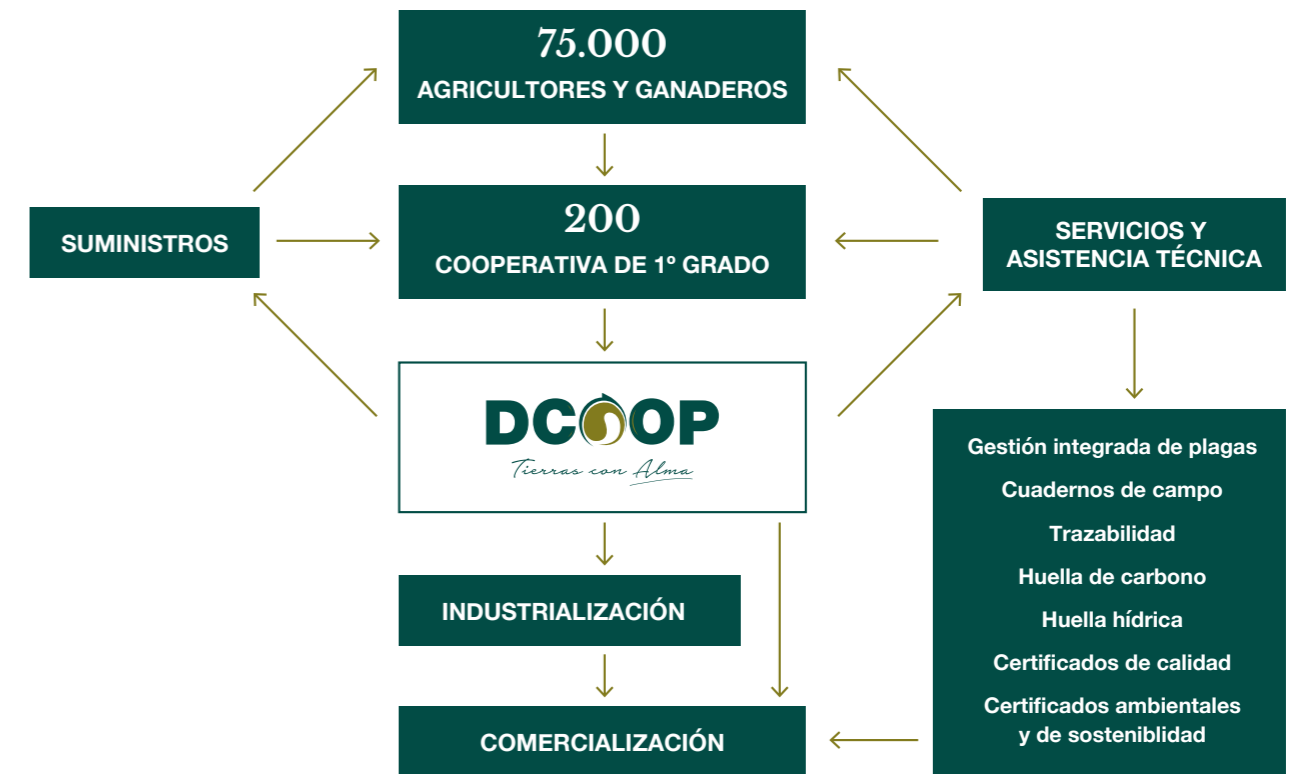 75.000
AGRICULTORES Y GANADEROS
SUMINISTROS
200
COOPERATIVA DE 1º GRADO
SERVICIOS Y
ASISTENCIA TÉCNICA
DCOOP
Tierras con Alma
Gestión integrada de plagas
Cuadernos de campo
Trazabilidad
Huella de carbono
Huella hídrica
Certificados de calidad
Certificados ambientales
y de sosteniblidad
INDUSTRIALIZACIÓN
COMERCIALIZACIÓN